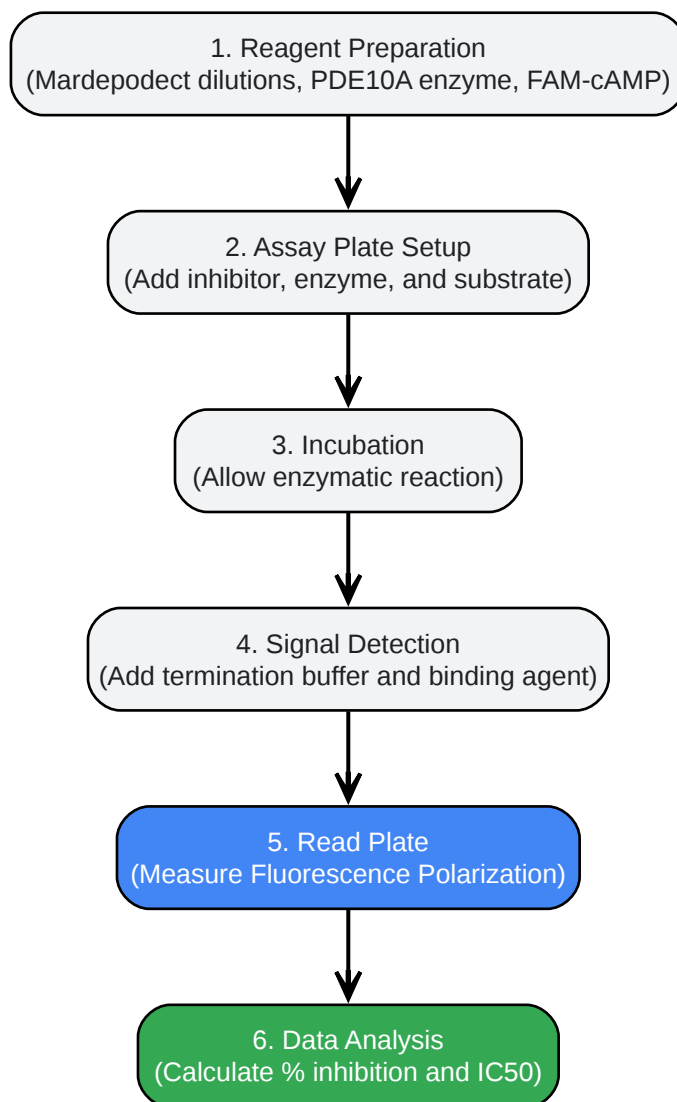 1. Reagent Preparation
(Mardepodect dilutions, PDE10A enzyme, FAM-cAMP)
2. Assay Plate Setup
(Add inhibitor, enzyme, and substrate)
3. Incubation
(Allow enzymatic reaction)
4. Signal Detection
(Add termination buffer and binding agent)
5. Read Plate
(Measure Fluorescence Polarization)
6. Data Analysis
(Calculate % inhibition and IC50)